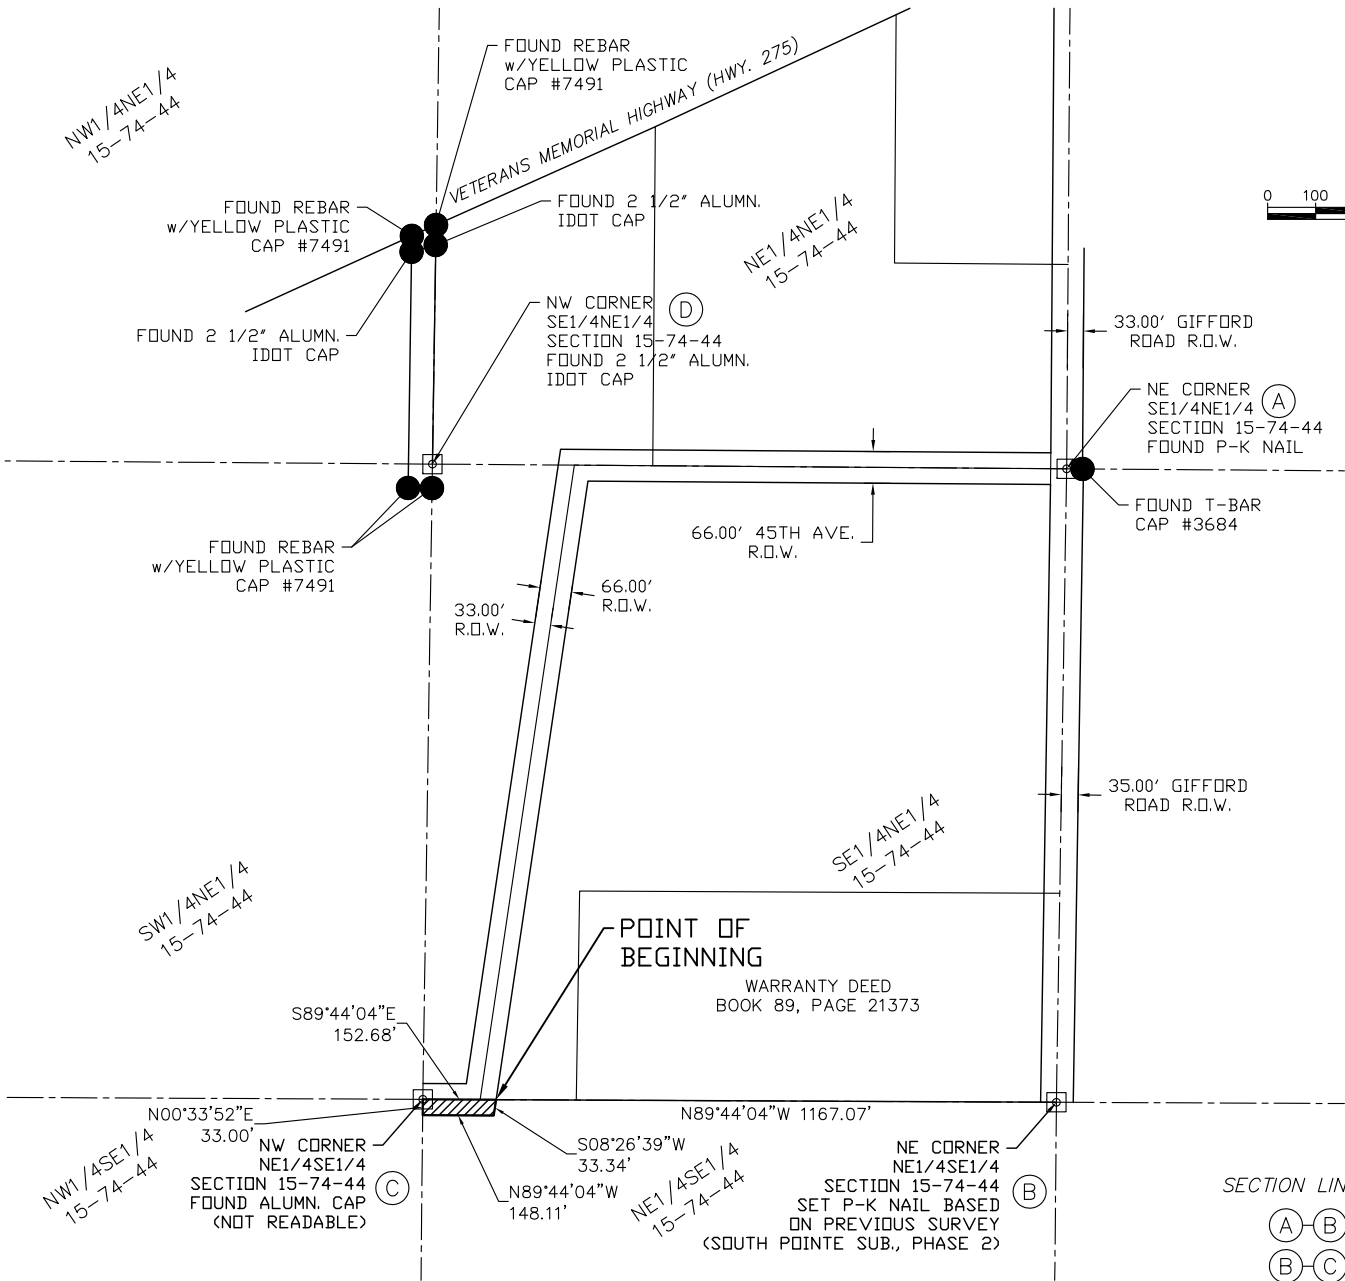 FOUND REBAR
w/YELLOW PLASTIC
CAP #7491
VETERANS MEMORIAL HIGHWAY (HWY. 275)
NW1/4NE1/4
15-74-44
FOUND REBAR
w/YELLOW PLASTIC
CAP #7491
FOUND 2 1/2" ALUMN.
IDOT CAP
NE1/4NE1/4
15-74-44
0 100
FOUND 2 1/2" ALUMN.
IDOT CAP
NW CORNER
SE1/4NE1/4
SECTION 15-74-44
FOUND 2 1/2" ALUMN.
IDOT CAP
D
33.00' GIFFORD
ROAD R.O.W.
NE CORNER
SE1/4NE1/4
SECTION 15-74-44
FOUND P-K NAIL
A
FOUND T-BAR
CAP #3684
66.00' 45TH AVE.
R.O.W.
FOUND REBAR
w/YELLOW PLASTIC
CAP #7491
33.00'
R.O.W.
66.00'
R.O.W.
35.00' GIFFORD
ROAD R.O.W.
SE1/4NE1/4
15-74-44
SW1/4NE1/4
15-74-44
POINT OF
BEGINNING
WARRANTY DEED
BOOK 89, PAGE 21373
S89°44'04"E
152.68'
N00°33'52"E
33.00'
N89°44'04"W 1167.07'
S08°26'39"W
33.34'
N89°44'04"W
148.11'
NW1/4SE1/4
15-74-44
NW CORNER
NE1/4SE1/4
SECTION 15-74-44
FOUND ALUMN. CAP
(NOT READABLE)
C
NE1/4SE1/4
15-74-44
NE CORNER
NE1/4SE1/4
SECTION 15-74-44
SET P-K NAIL BASED
ON PREVIOUS SURVEY
(SOUTH POINTE SUB., PHASE 2)
B
SECTION LIN
A-B
B-C